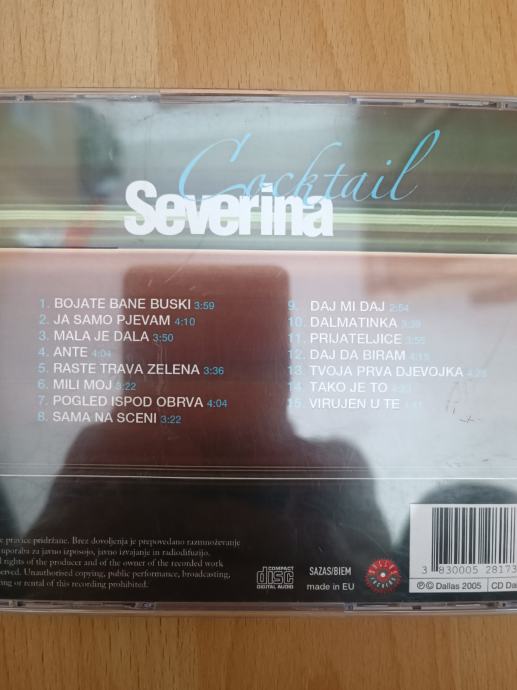 Cocktail
Severina
1. BOJATE BANE BUSKI 3:59
2. JA SAMO PJEVAM 4:10
3. MALA JE DALA 3:50
4. ANTE 4:04
5. RASTE TRAVA ZELENA 3:36
6. MILI MOJ 3:22
7. POGLED ISPOD OBRVA 4:04
8. SAMA NA SCENI 3:22
9. DAJ MI DAJ 2:54
10. DALMATINKA
11. PRIJATELJICE 3:55
12. DAJ DA BIRAM 4:15
13. TVOJA PRVA DJEVOJKA 4:28
14. TAKO JE TO
15. VIRUJEN U TE
e pravice pridržane. Brez dovoljenja je prepovedano razmnoževanje
uporaba za javno izposojo, javno izvajanje in radiodifuzijo.
l rights of the producer and of the owner of the recorded work
served. Unauthorised copying, public performance, broadcasting,
ing or rental of this recording prohibited.
COMPACT
disc
DIGITAL AUDIO
SAZAS/BIEM
made in EU
DALLAS RECORDS
3 830005 28173
℗© Dallas 2005 CD Da